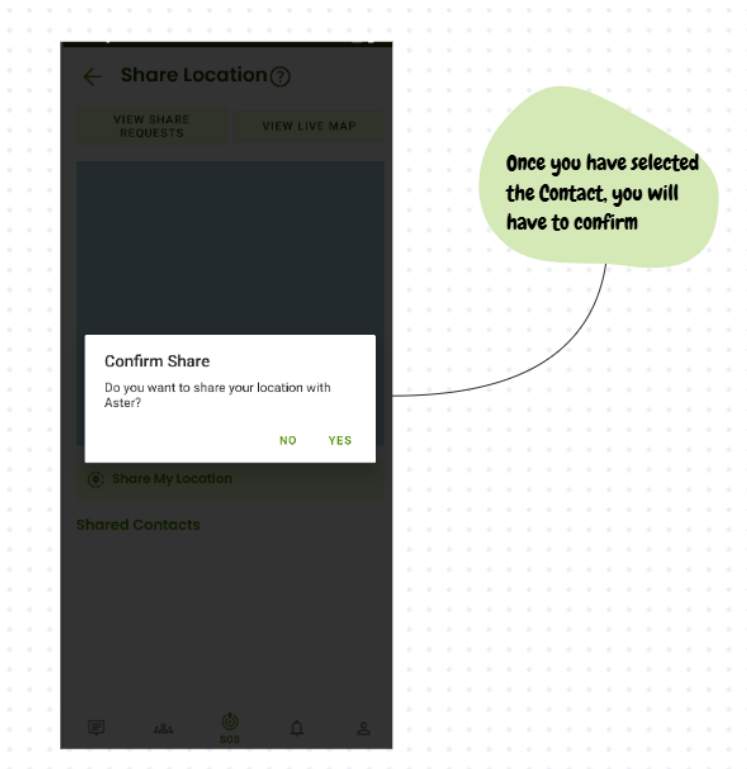 Share Location
VIEW SHARE
REQUESTS
VIEW LIVE MAP
Once you have selected
the Contact, you will
have to confirm
Confirm Share
Do you want to share your location with
Aster?
NO YES
Share My Location
Shared Contacts
SOS